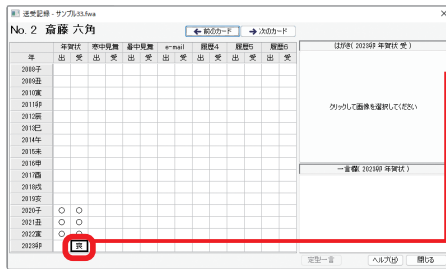 送受記録 - サンプル33.fwa
No. 2 斎藤 六角
← 前のカード → 次のカード
年賀状 寒中見舞 暑中見舞 e-mail 履歴4 履歴5 履歴6
年 出 受 出 受 出 受 出 受 出 受 出 受 出 受
2008子
2009丑
2010寅
2011卯
2012辰
2013巳
2014午
2015未
2016申
2017酉
2018戌
2019亥
2020子 ○ ○
2021丑 ○ ○
2022寅 ○ ○
2023卯 喪
はがき( 2023卯 年賀状 受 )
クリックして画像を選択してください
一言欄( 2023卯 年賀状 )
定型一言 ヘルプ(H) 閉じる